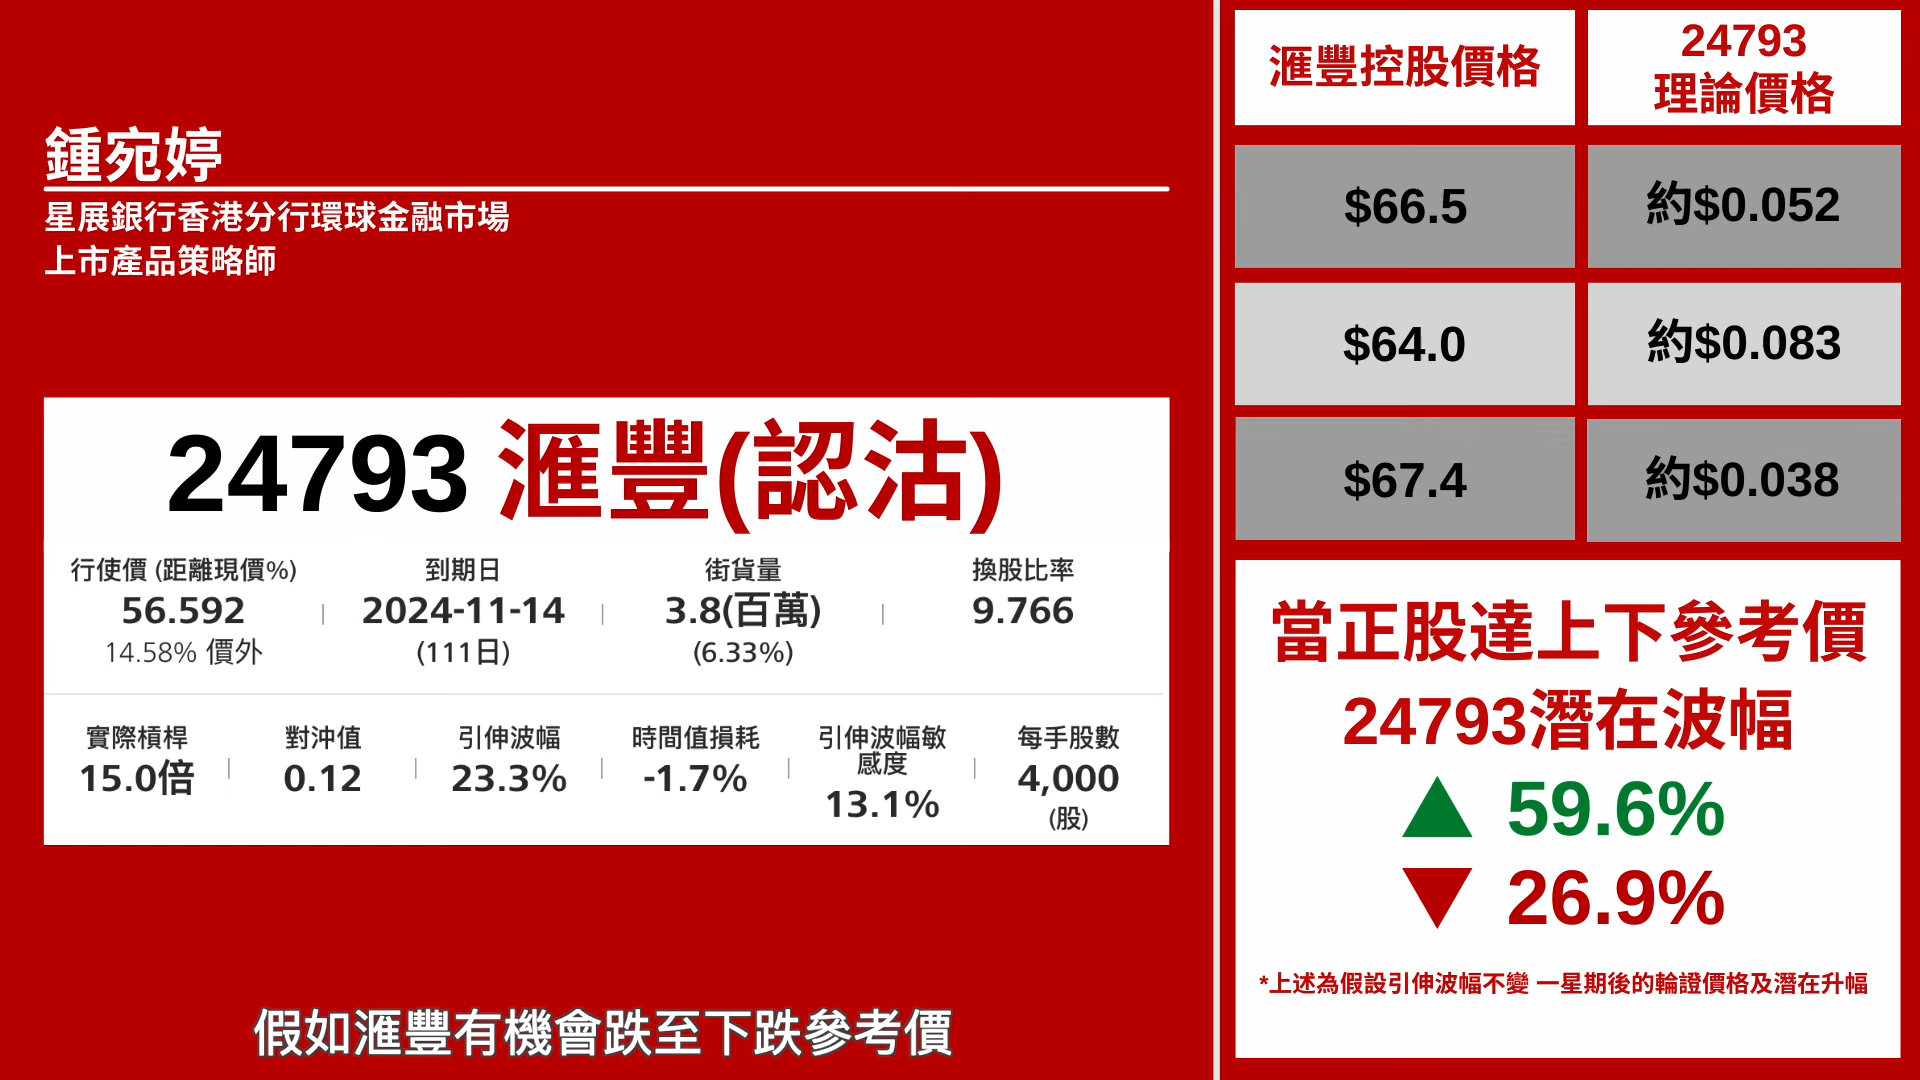 鍾宛婷
星展銀行香港分行環球金融市場
上市產品策略師
24793 滙豐(認沽)
行使價 (距離現價%)
56.592
14.58% 價外
到期日
2024-11-14
(111日)
街貨量
3.8(百萬)
(6.33%)
換股比率
9.766
實際槓桿
15.0倍
對沖值
0.12
引伸波幅
23.3%
時間值損耗
-1.7%
引伸波幅敏
感度
13.1%
每手股數
4,000
(股)
假如滙豐有機會跌至下跌參考價
滙豐控股價格
24793
理論價格
$66.5
約$0.052
$64.0
約$0.083
$67.4
約$0.038
當正股達上下參考價
24793潛在波幅
▲ 59.6%
▼ 26.9%
*上述為假設引伸波幅不變 一星期後的輪證價格及潛在升幅